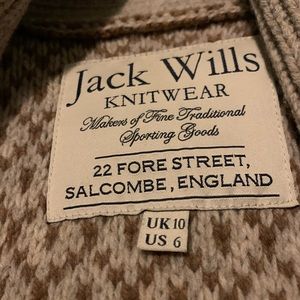 Jack Wills
KNITWEAR
Makers of Fine Traditional
Sporting Goods
22 FORE STREET,
SALCOMBE, ENGLAND
UK 10
US 6